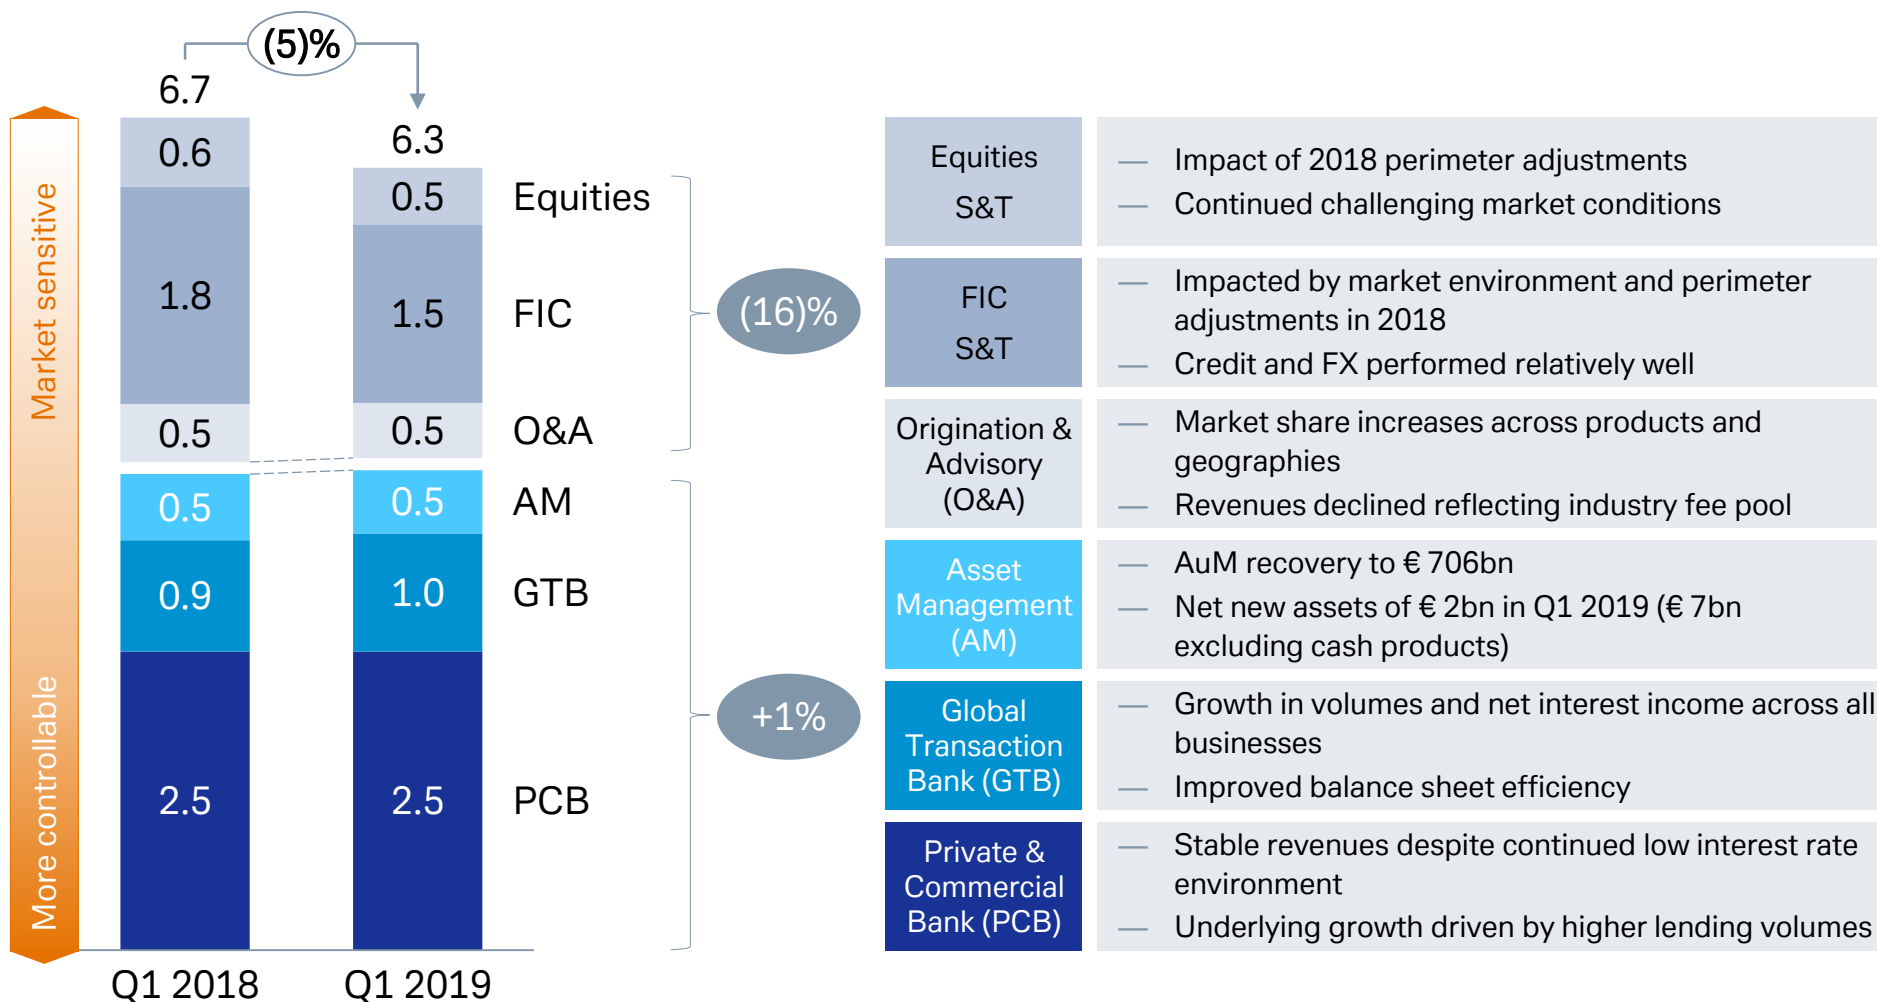 (5)%
6.7
6.3
Market sensitive
More controllable
0.6
1.8
0.5
0.5
0.9
2.5
0.5
1.5
0.5
0.5
1.0
2.5
Equities
FIC
O&A
AM
GTB
PCB
(16)%
+1%
Q1 2018
Q1 2019
Equities
S&T
— Impact of 2018 perimeter adjustments
— Continued challenging market conditions
FIC
S&T
— Impacted by market environment and perimeter
adjustments in 2018
— Credit and FX performed relatively well
Origination &
Advisory
(O&A)
— Market share increases across products and
geographies
— Revenues declined reflecting industry fee pool
Asset
Management
(AM)
— AuM recovery to € 706bn
— Net new assets of € 2bn in Q1 2019 (€ 7bn
excluding cash products)
Global
Transaction
Bank (GTB)
— Growth in volumes and net interest income across all
businesses
— Improved balance sheet efficiency
Private &
Commercial
Bank (PCB)
— Stable revenues despite continued low interest rate
environment
— Underlying growth driven by higher lending volumes